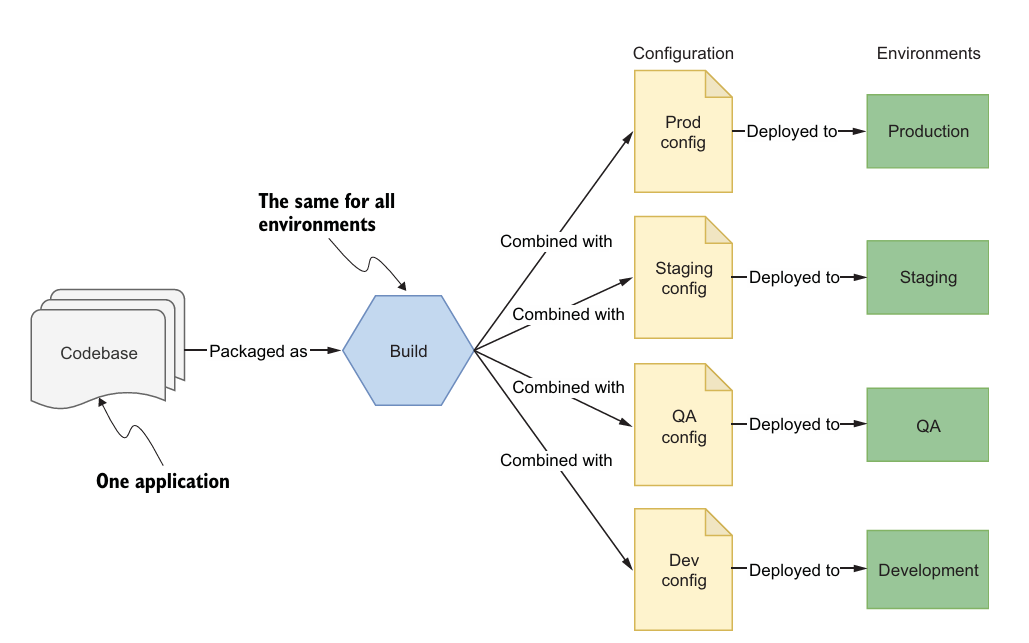 Configuration
Environments
Prod
config
Deployed to
Production
The same for all
environments
Combined with
Staging
config
Deployed to
Staging
Combined with
Codebase
Packaged as
Build
Combined with
QA
config
Deployed to
QA
Combined with
One application
Dev
config
Deployed to
Development